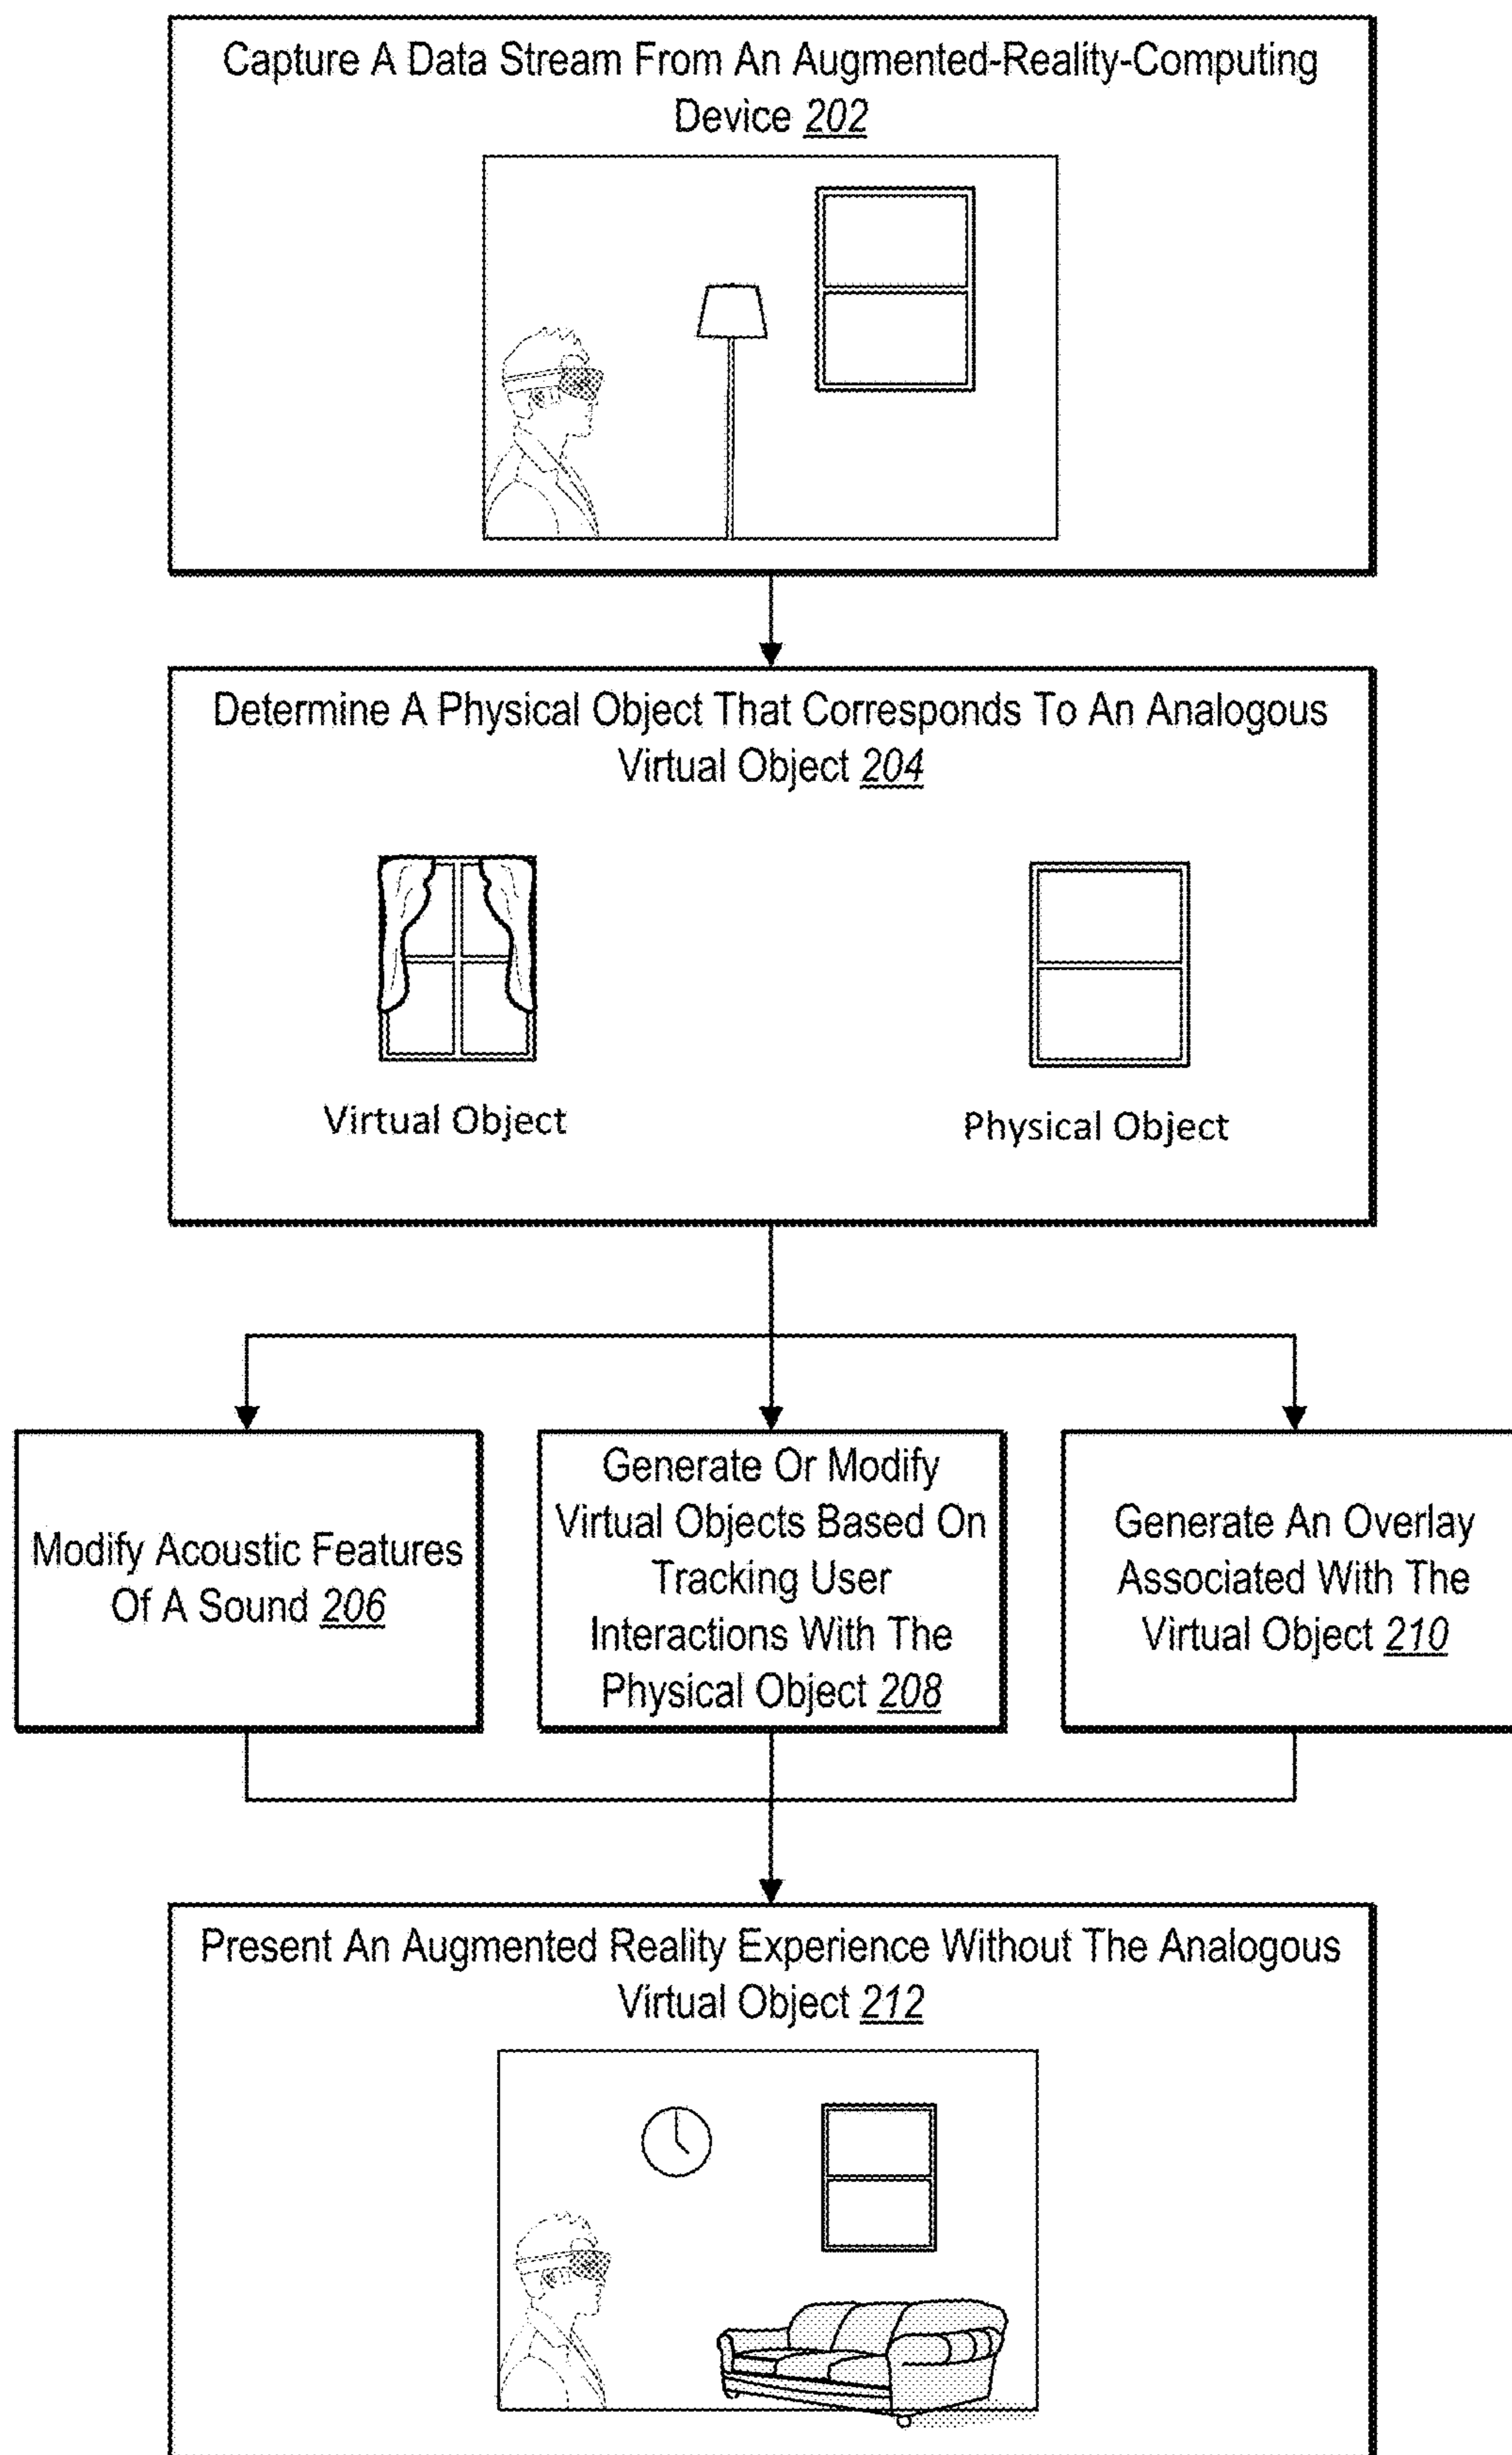 Capture A Data Stream From An Augmented-Reality-Computing
Device 202
Determine A Physical Object That Corresponds To An Analogous
Virtual Object 204
Virtual Object
Physical Object
Modify Acoustic Features
Of A Sound 206
Generate Or Modify
Virtual Objects Based On
Tracking User
Interactions With The
Physical Object 208
Generate An Overlay
Associated With The
Virtual Object 210
Present An Augmented Reality Experience Without The Analogous
Virtual Object 212